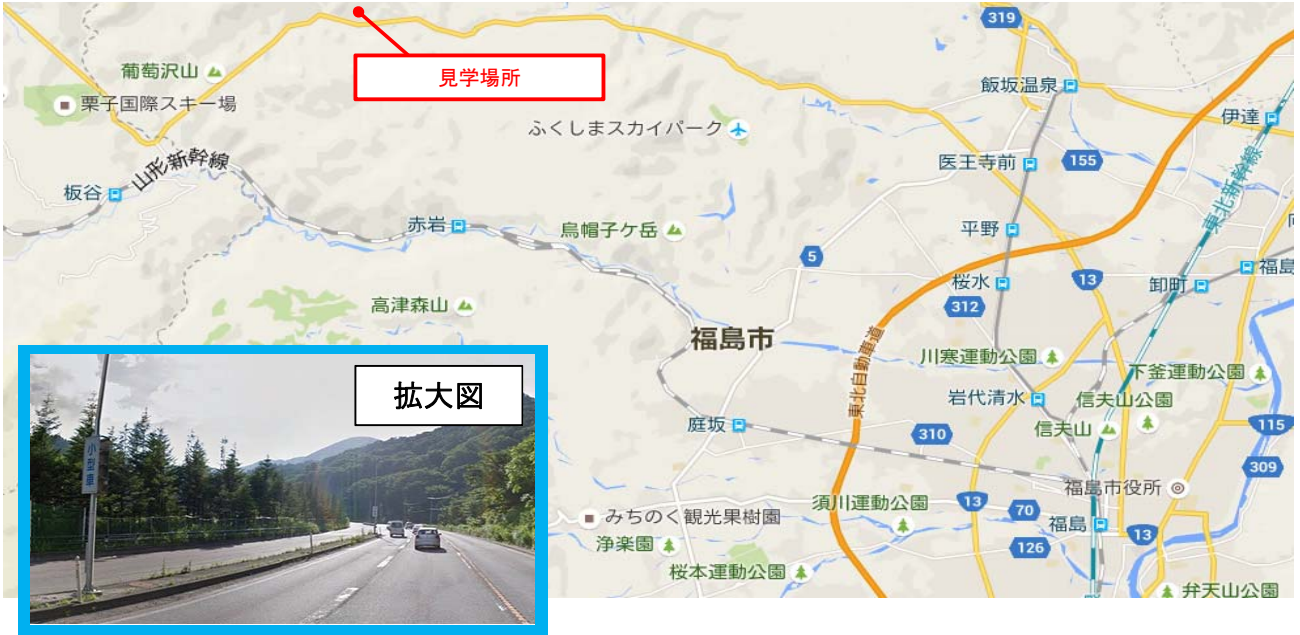 319
見学場所
葡萄沢山
飯坂温泉
栗子国際スキー場
伊達
ふくしまスカイパーク
山形新幹線
医王寺前
155
東北新幹線
板谷
赤岩
烏帽子ケ岳
平野
5
福島
桜水
13
卸町
高津森山
312
福島市
東北自動車道
川寒運動公園
下釜運動公園
拡大図
岩代清水
信夫山公園
庭坂
310
信夫山
115
小型車
309
福島市役所
みちのく観光果樹園
須川運動公園
13
70
福島
13
浄楽園
126
桜本運動公園
弁天山公園